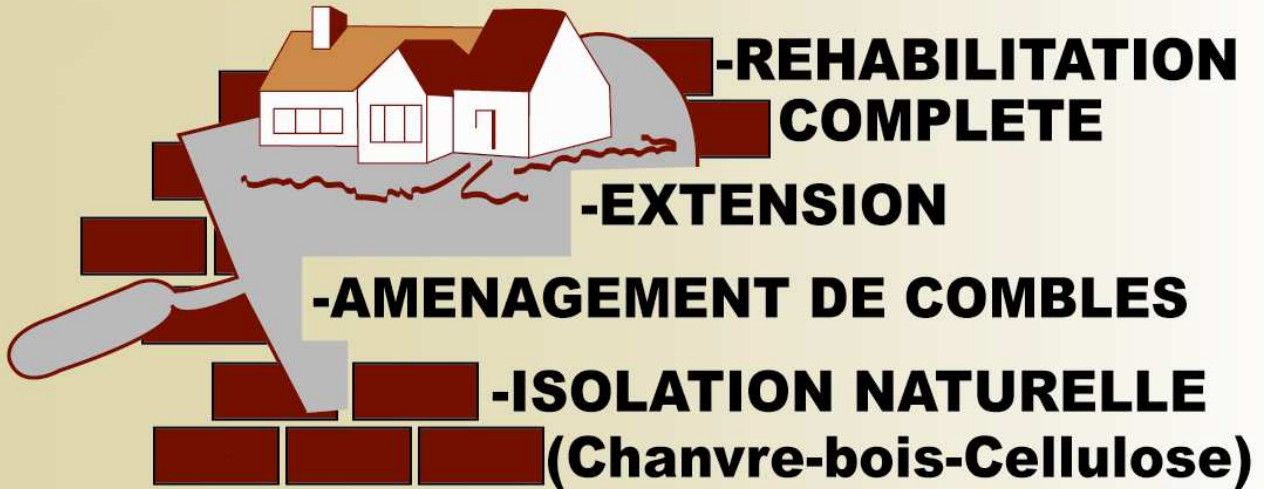 -REHABILITATION
COMPLETE
-EXTENSION
-AMENAGEMENT DE COMBLES
-ISOLATION NATURELLE
(Chanvre-bois-Cellulose)